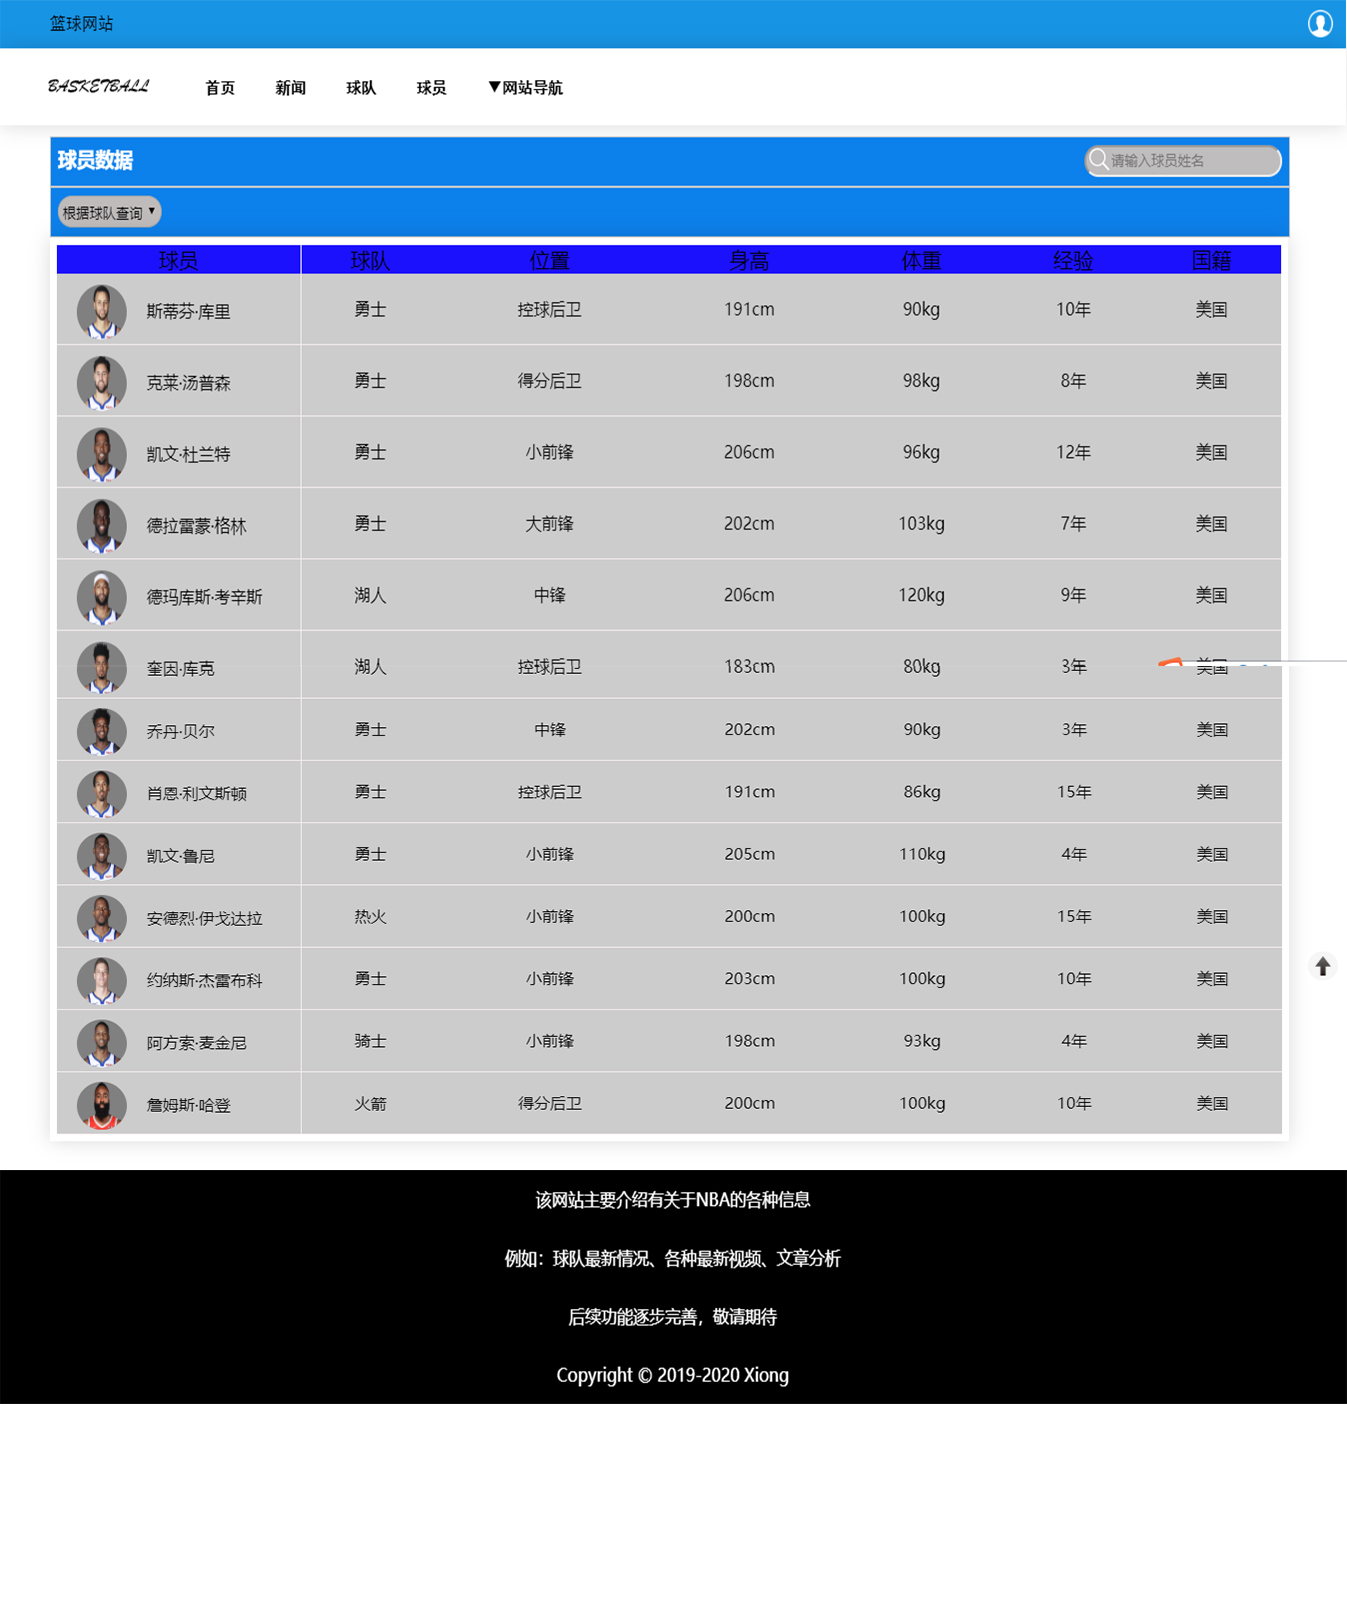 篮球网站
BASKETBALL 首页 新闻 球队 球员 ▼网站导航
球员数据 请输入球员姓名
根据球队查询 ▼
球员 球队 位置 身高 体重 经验 国籍
斯蒂芬·库里 勇士 控球后卫 191cm 90kg 10年 美国
克莱·汤普森 勇士 得分后卫 198cm 98kg 8年 美国
凯文·杜兰特 勇士 小前锋 206cm 96kg 12年 美国
德拉雷蒙·格林 勇士 大前锋 202cm 103kg 7年 美国
德玛库斯·考辛斯 湖人 中锋 206cm 120kg 9年 美国
奎因·库克 湖人 控球后卫 183cm 80kg 3年 美国
乔丹·贝尔 勇士 中锋 202cm 90kg 3年 美国
肖恩·利文斯顿 勇士 控球后卫 191cm 86kg 15年 美国
凯文·鲁尼 勇士 小前锋 205cm 110kg 4年 美国
安德烈·伊戈达拉 热火 小前锋 200cm 100kg 15年 美国
约纳斯·杰雷布科 勇士 小前锋 203cm 100kg 10年 美国
阿方索·麦金尼 骑士 小前锋 198cm 93kg 4年 美国
詹姆斯·哈登 火箭 得分后卫 200cm 100kg 10年 美国
该网站主要介绍有关于NBA的各种信息
例如：球队最新情况、各种最新视频、文章分析
后续功能逐步完善，敬请期待
Copyright © 2019-2020 Xiong